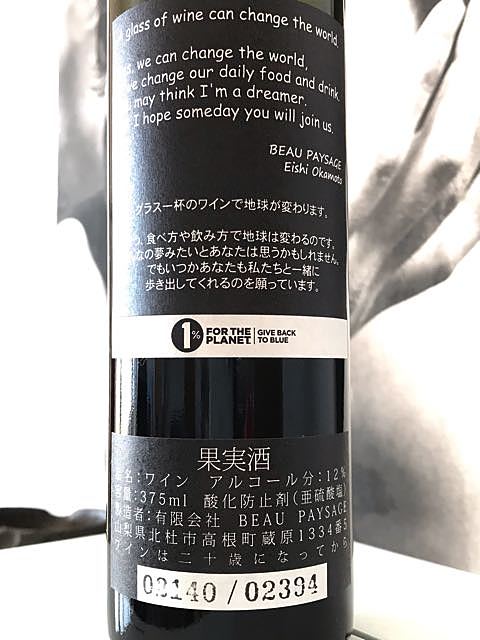 glass of wine can change the world.
we can change the world,
change our daily food and drink.
may think I'm a dreamer.
I hope someday you will join us.
BEAU PAYSAGE
Eishi Okamoto
グラス一杯のワインで地球が変わります。
食べ方や飲み方で地球は変わるのです。
の夢みたいとあなたは思うかもしれません。
でもいつかあなたも私たちと一緒に
歩き出してくれるのを願っています。
1% FOR THE PLANET | GIVE BACK TO BLUE
果実酒
名:ワイン アルコール分:12%
容量:375ml 酸化防止剤(亜硫酸塩)
製造者:有限会社 BEAU PAYSAGE
山梨県北杜市高根町蔵原1334番5
ワインは二十歳になってから
02140 / 02394